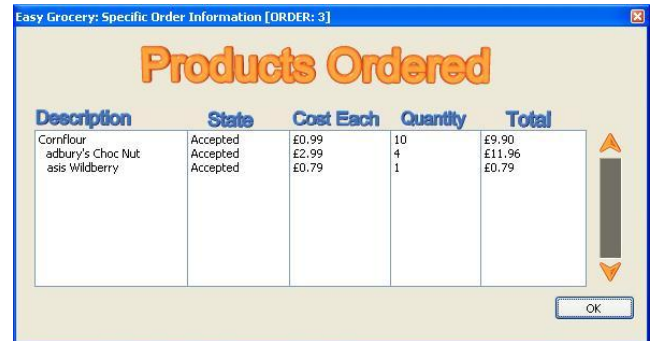 Easy Grocery: Specific Order Information [ORDER: 3]
Products Ordered
Description State Cost Each Quantity Total
Cornflour Accepted £0.99 10 £9.90
adbury's Choc Nut Accepted £2.99 4 £11.96
asis Wildberry Accepted £0.79 1 £0.79
OK